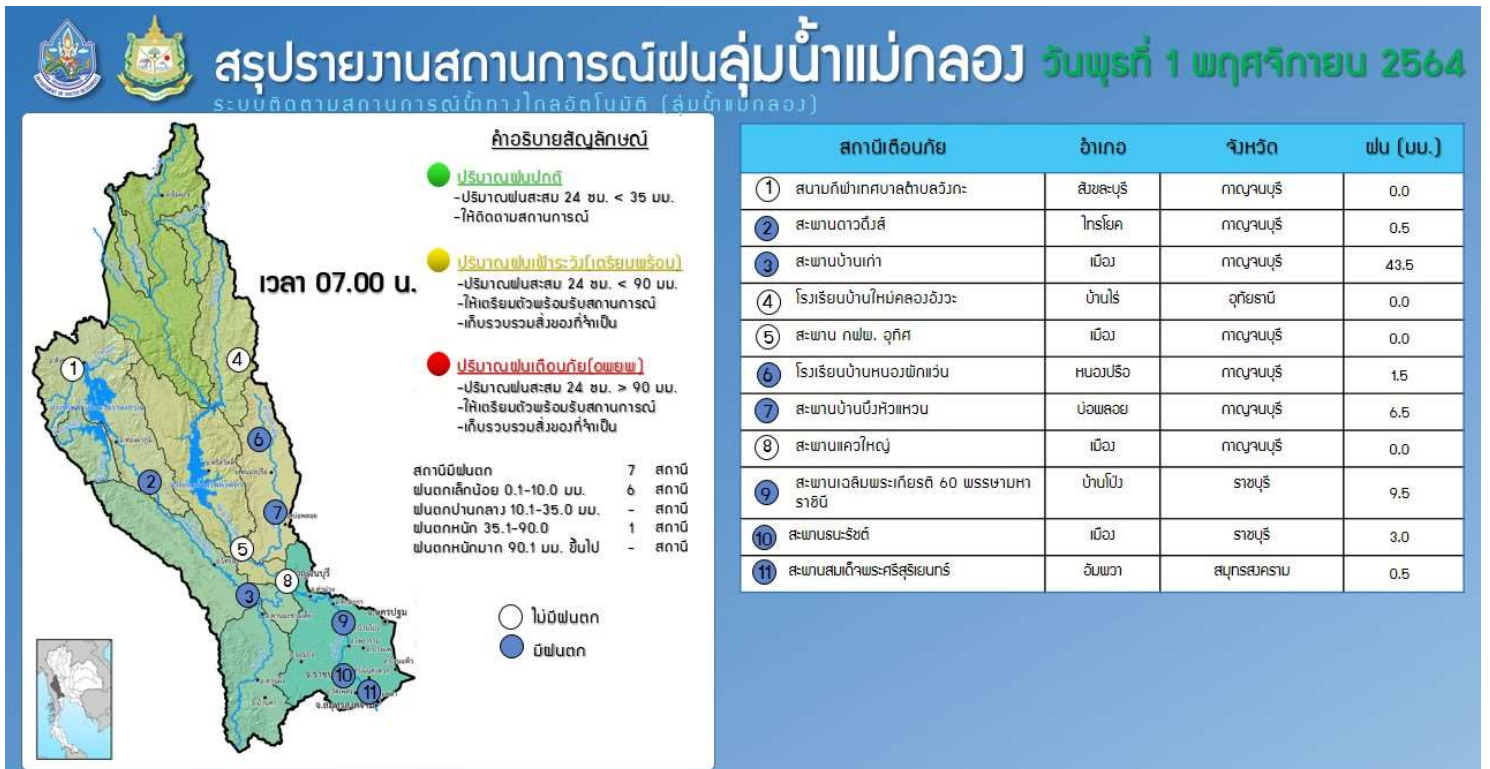 สรุปรายงานสถานการณ์ฝนลุ่มน้ำแม่กลอง วันพุธที่ 1 พฤศจิกายน 2564
ระบบติดตามสถานการณ์น้ำทางไกลอัตโนมัติ (ลุ่มน้ำแม่กลอง)
คำอธิบายสัญลักษณ์
ปริมาณฝนปกติ
-ปริมาณฝนสะสม 24 ชม. < 35 มม.
-ให้ติดตามสถานการณ์
ปริมาณฝนเฝ้าระวัง(เตรียมพร้อม)
-ปริมาณฝนสะสม 24 ชม. < 90 มม.
-ให้เตรียมตัวพร้อมรับสถานการณ์
-เก็บรวบรวมสิ่งของที่จำเป็น
ปริมาณฝนเตือนภัย(อพยพ)
-ปริมาณฝนสะสม 24 ชม. > 90 มม.
-ให้เตรียมตัวพร้อมรับสถานการณ์
-เก็บรวบรวมสิ่งของที่จำเป็น
เวลา 07.00 น.
สถานีมีฝนตก 7 สถานี
ฝนตกเล็กน้อย 0.1-10.0 มม. 6 สถานี
ฝนตกปานกลาง 10.1-35.0 มม. - สถานี
ฝนตกหนัก 35.1-90.0 1 สถานี
ฝนตกหนักมาก 90.1 มม. ขึ้นไป - สถานี
ไม่มีฝนตก
มีฝนตก
1
4
6
2
7
5
8
3
9
10
11
สถานีเตือนภัย อำเภอ จังหวัด ฝน (มม.)
1 สนามกีฬาเทศบาลตำบลวังกะ สังขละบุรี กาญจนบุรี 0.0
2 สะพานดาวดึงส์ ไทรโยค กาญจนบุรี 0.5
3 สะพานบ้านเก่า เมือง กาญจนบุรี 43.5
4 โรงเรียนบ้านใหม่คลองอังวะ บ้านไร่ อุทัยธานี 0.0
5 สะพาน กฟผ. อุทิศ เมือง กาญจนบุรี 0.0
6 โรงเรียนบ้านหนองผักแว่น หนองปรือ กาญจนบุรี 1.5
7 สะพานบ้านบึงหัวแหวน บ่อพลอย กาญจนบุรี 6.5
8 สะพานแควใหญ่ เมือง กาญจนบุรี 0.0
9 สะพานเฉลิมพระเกียรติ 60 พรรษามหา
ราชินี บ้านโป่ง ราชบุรี 9.5
10 สะพานธนะรัชต์ เมือง ราชบุรี 3.0
11 สะพานสมเด็จพระศรีสุริเยนทร์ อัมพวา สมุทรสงคราม 0.5